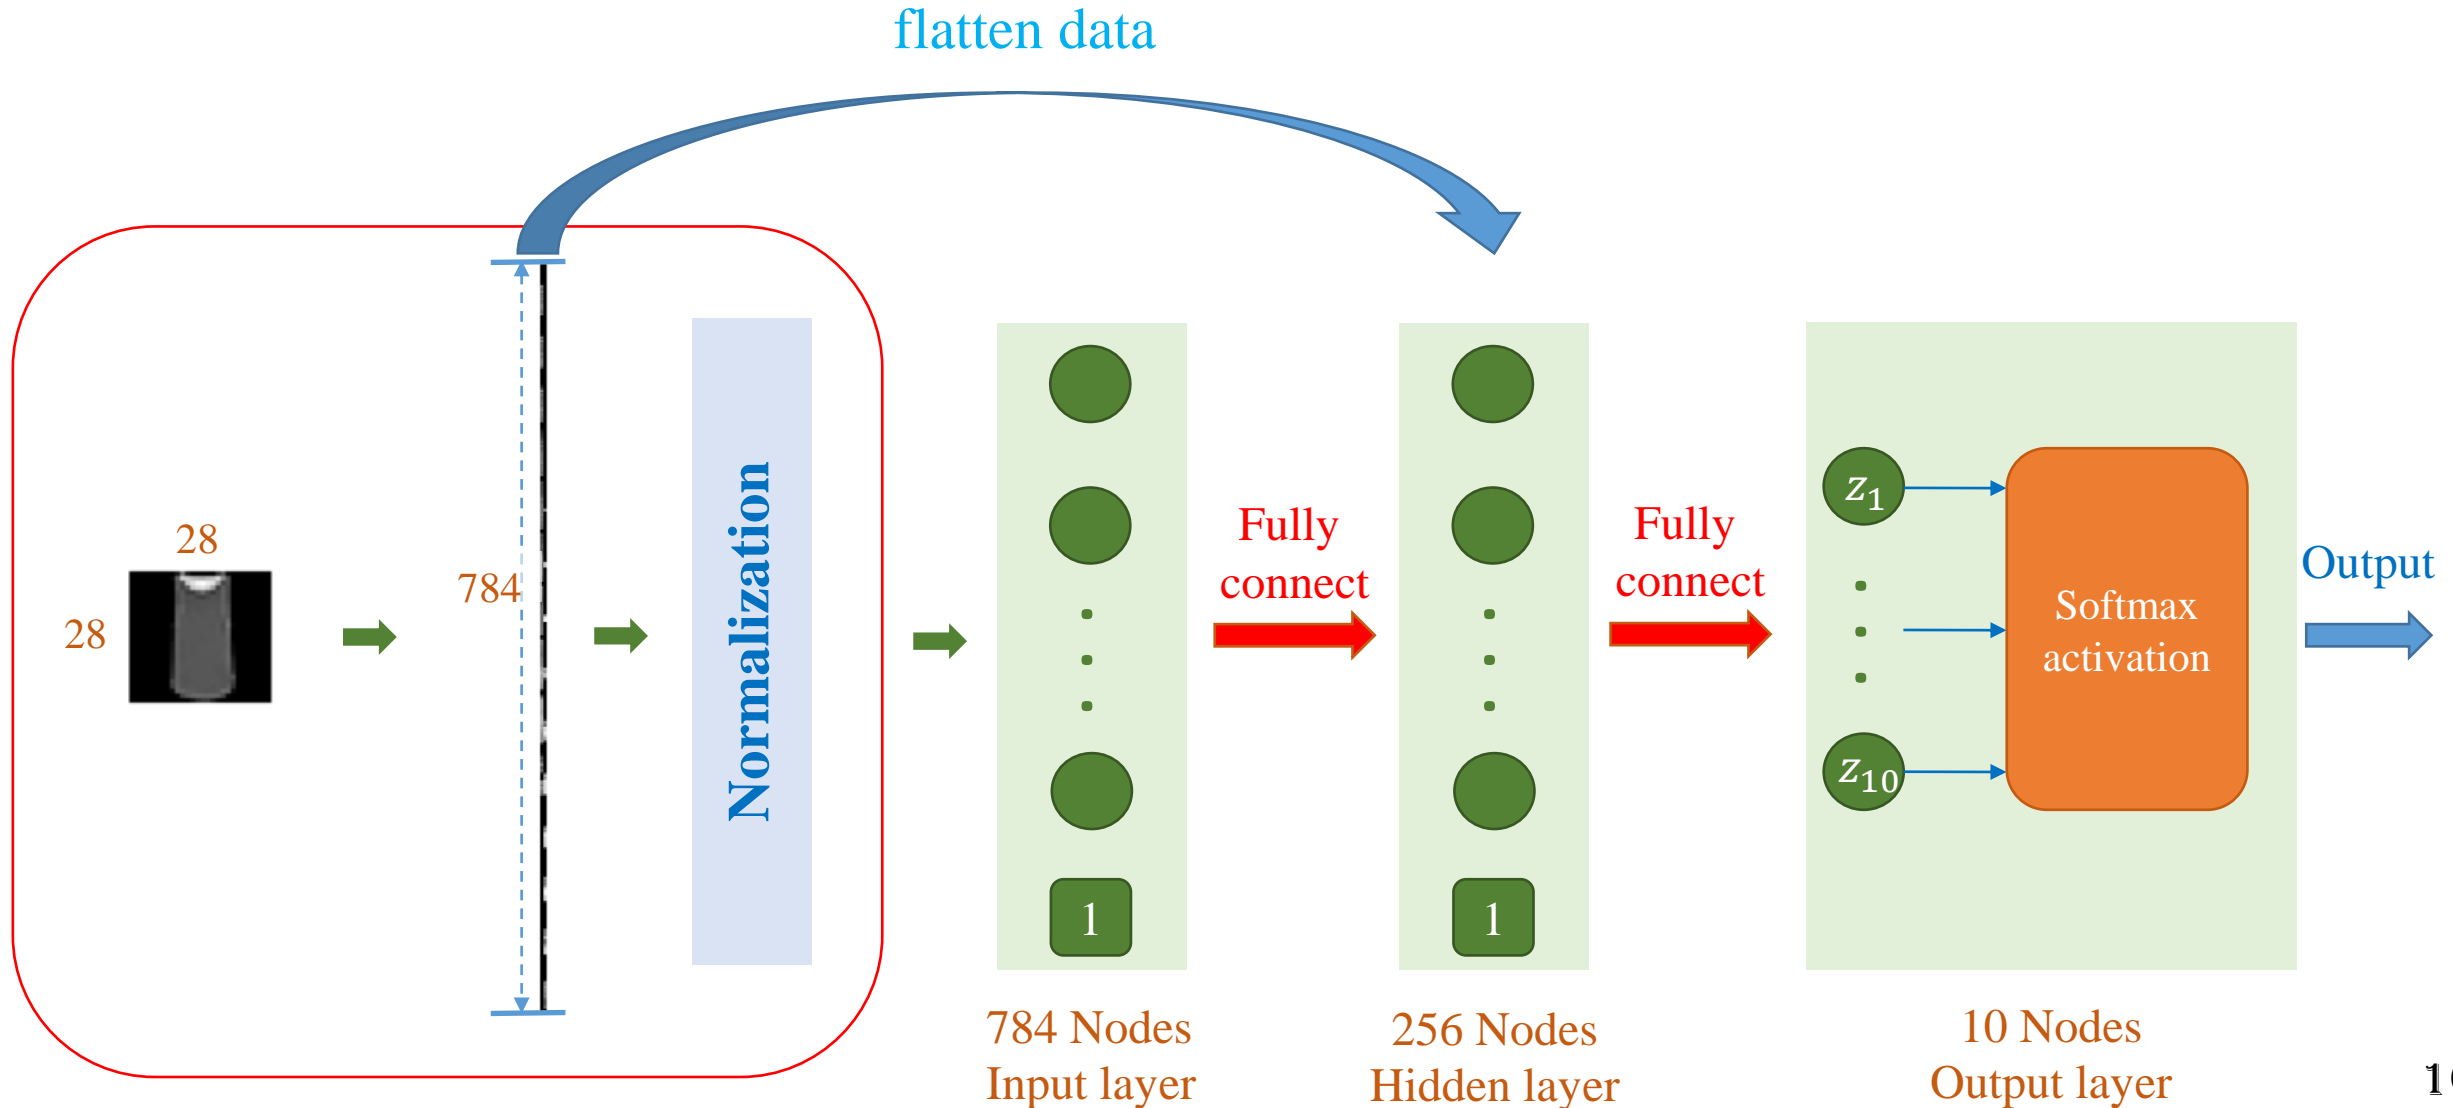 flatten data
28
28
784
Normalization
1
784 Nodes
Input layer
Fully
connect
1
256 Nodes
Hidden layer
Fully
connect
z₁
z₁₀
Softmax
activation
10 Nodes
Output layer
Output